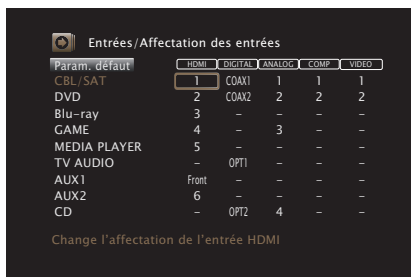 Entrées/Affectation des entrées
Param. défaut HDMI DIGITAL ANALOG COMP VIDEO
CBL/SAT 1 COAX1 1 1 1
DVD 2 COAX2 2 2 2
Blu-ray 3 – – – –
GAME 4 – 3 – –
MEDIA PLAYER 5 – – – –
TV AUDIO – OPT1 – – –
AUX1 Front – – – –
AUX2 6 – – – –
CD – OPT2 4 – –
Change l'affectation de l'entrée HDMI